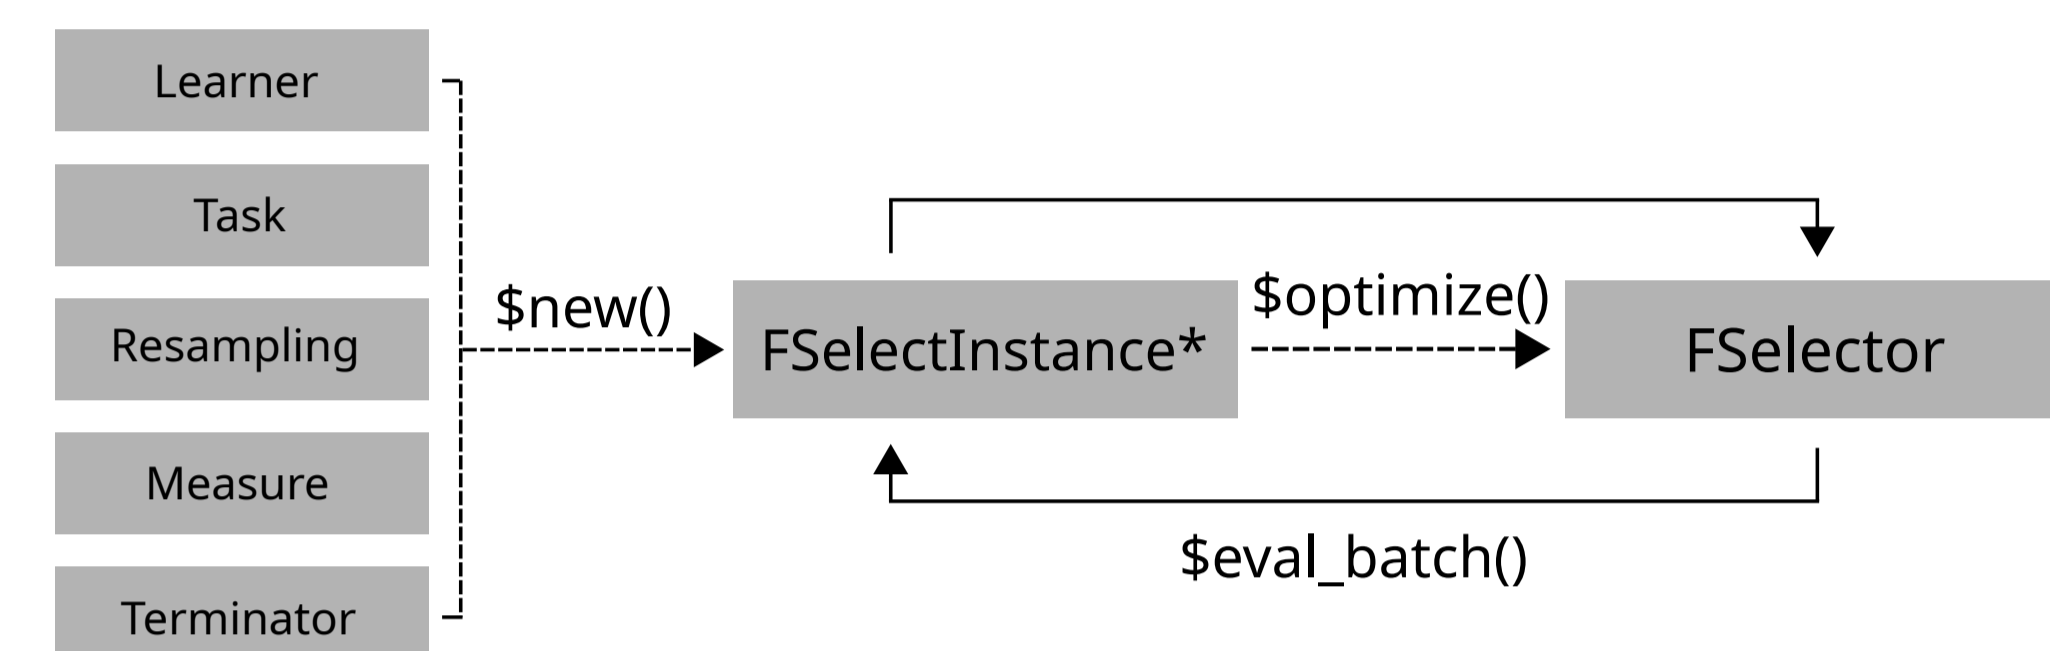 Learner
Task
Resampling
Measure
Terminator
$new()
FSelectInstance*
$optimize()
FSelector
$eval_batch()